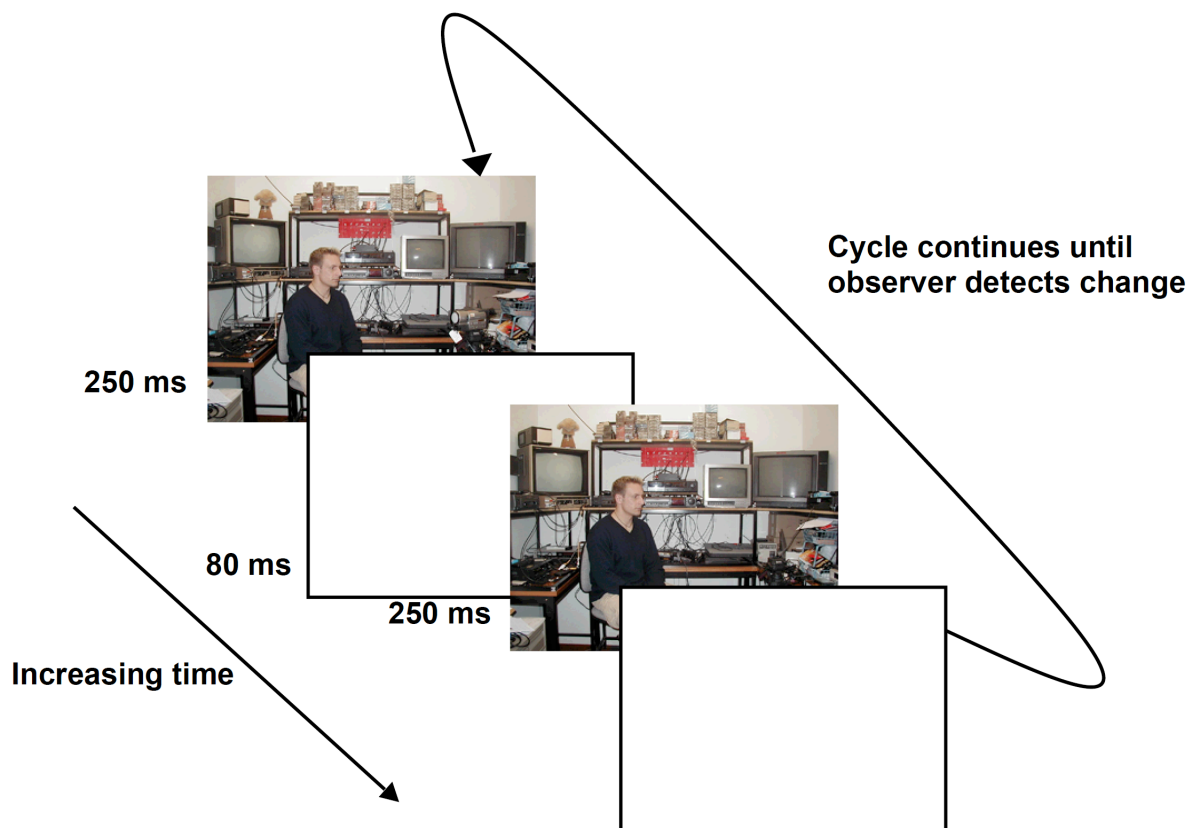 Cycle continues until
observer detects change
250 ms
80 ms
250 ms
Increasing time